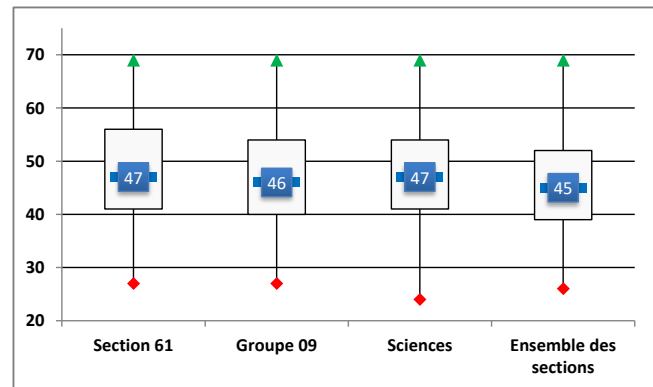 70
60
50
40
30
20
47
46
47
45
Section 61
Groupe 09
Sciences
Ensemble des
sections